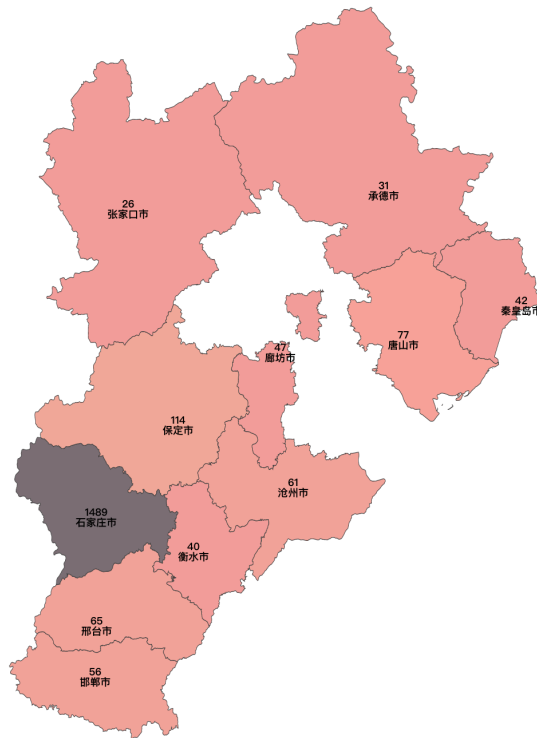 31
承德市
26
张家口市
42
秦皇岛市
77
唐山市
47
廊坊市
114
保定市
61
沧州市
1489
石家庄市
40
衡水市
65
邢台市
56
邯郸市